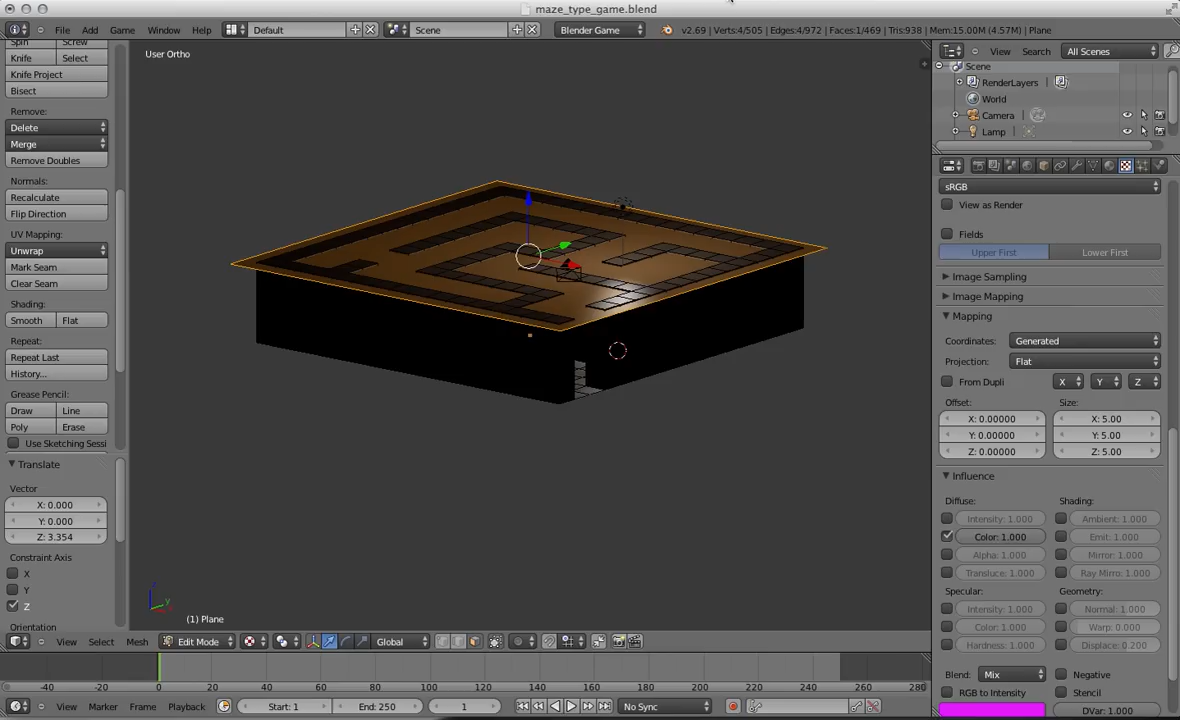 maze_type_game.blend
File Add Game Window Help Default Scene Blender Game v2.69 | Verts:4/505 | Edges:4/972 | Faces:1/469 | Tris:938 | Mem:15.00M (4.57M) | Plane
Spin Screw
Knife Select
Knife Project
Bisect
Remove:
Delete
Merge
Remove Doubles
Normals:
Recalculate
Flip Direction
UV Mapping:
Unwrap
Mark Seam
Clear Seam
Shading:
Smooth Flat
Repeat:
Repeat Last
History...
Grease Pencil:
Draw Line
Poly Erase
Use Sketching Sessi
Translate
Vector
X: 0.000
Y: 0.000
Z: 3.354
Constraint Axis
X
Y
Z
Orientation
User Ortho
(1) Plane
View Select Mesh Edit Mode Global
-40 -20 0 20 40 60 80 100 120 140 160 180 200 220 240 260 280
View Marker Frame Playback Start: 1 End: 250 1 No Sync
View Search All Scenes
Scene
RenderLayers
World
Camera
Lamp
sRGB
View as Render
Fields
Upper First Lower First
Image Sampling
Image Mapping
Mapping
Coordinates: Generated
Projection: Flat
From Dupli X Y Z
Offset: Size:
X: 0.00000 X: 5.00
Y: 0.00000 Y: 5.00
Z: 0.00000 Z: 5.00
Influence
Diffuse: Shading:
Intensity: 1.000 Ambient: 1.000
Color: 1.000 Emit: 1.000
Alpha: 1.000 Mirror: 1.000
Transluce: 1.000 Ray Mirro: 1.000
Specular: Geometry:
Intensity: 1.000 Normal: 1.000
Color: 1.000 Warp: 0.000
Hardness: 1.000 Displace: 0.200
Blend: Mix Negative
RGB to Intensity Stencil
DVar: 1.000